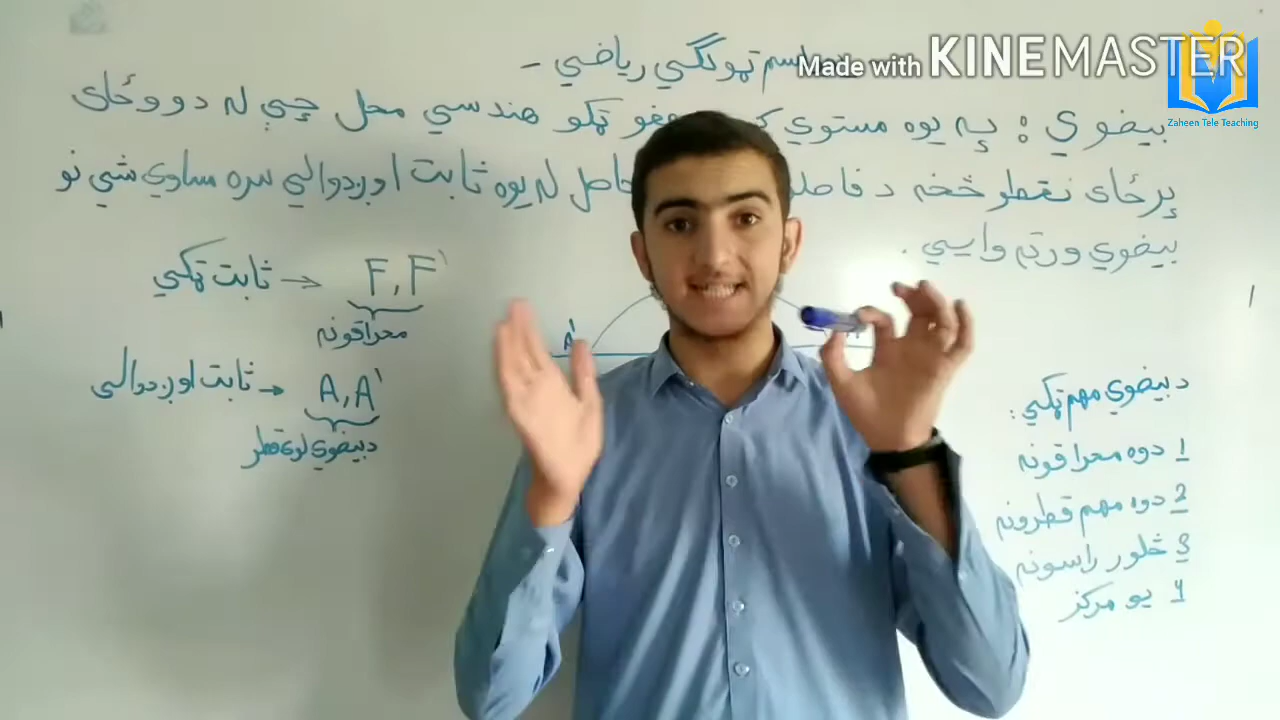 دولسم ټولګي ریاضي -
Made with KINEMASTER
Zaheen Tele Teaching
بیضوي : په یوه مستوي کې د هغو ټکو هندسي محل چې له دوو ځای
پر ځای نقطو څخه د فاصلو حاصل له یوه ثابت اوږدوالي سره مساوي شي نو
بیضوي ورته وایي .
ثابت ټکي → F, F'
محراقونه
ثابت اوږدوالی → A, A'
د بیضوي لوی قطر
A'
د بیضوي مهم ټکي :
1 دوه محراقونه
2 دوه مهم قطرونه
3 څلور راسونه
4 یو مرکز